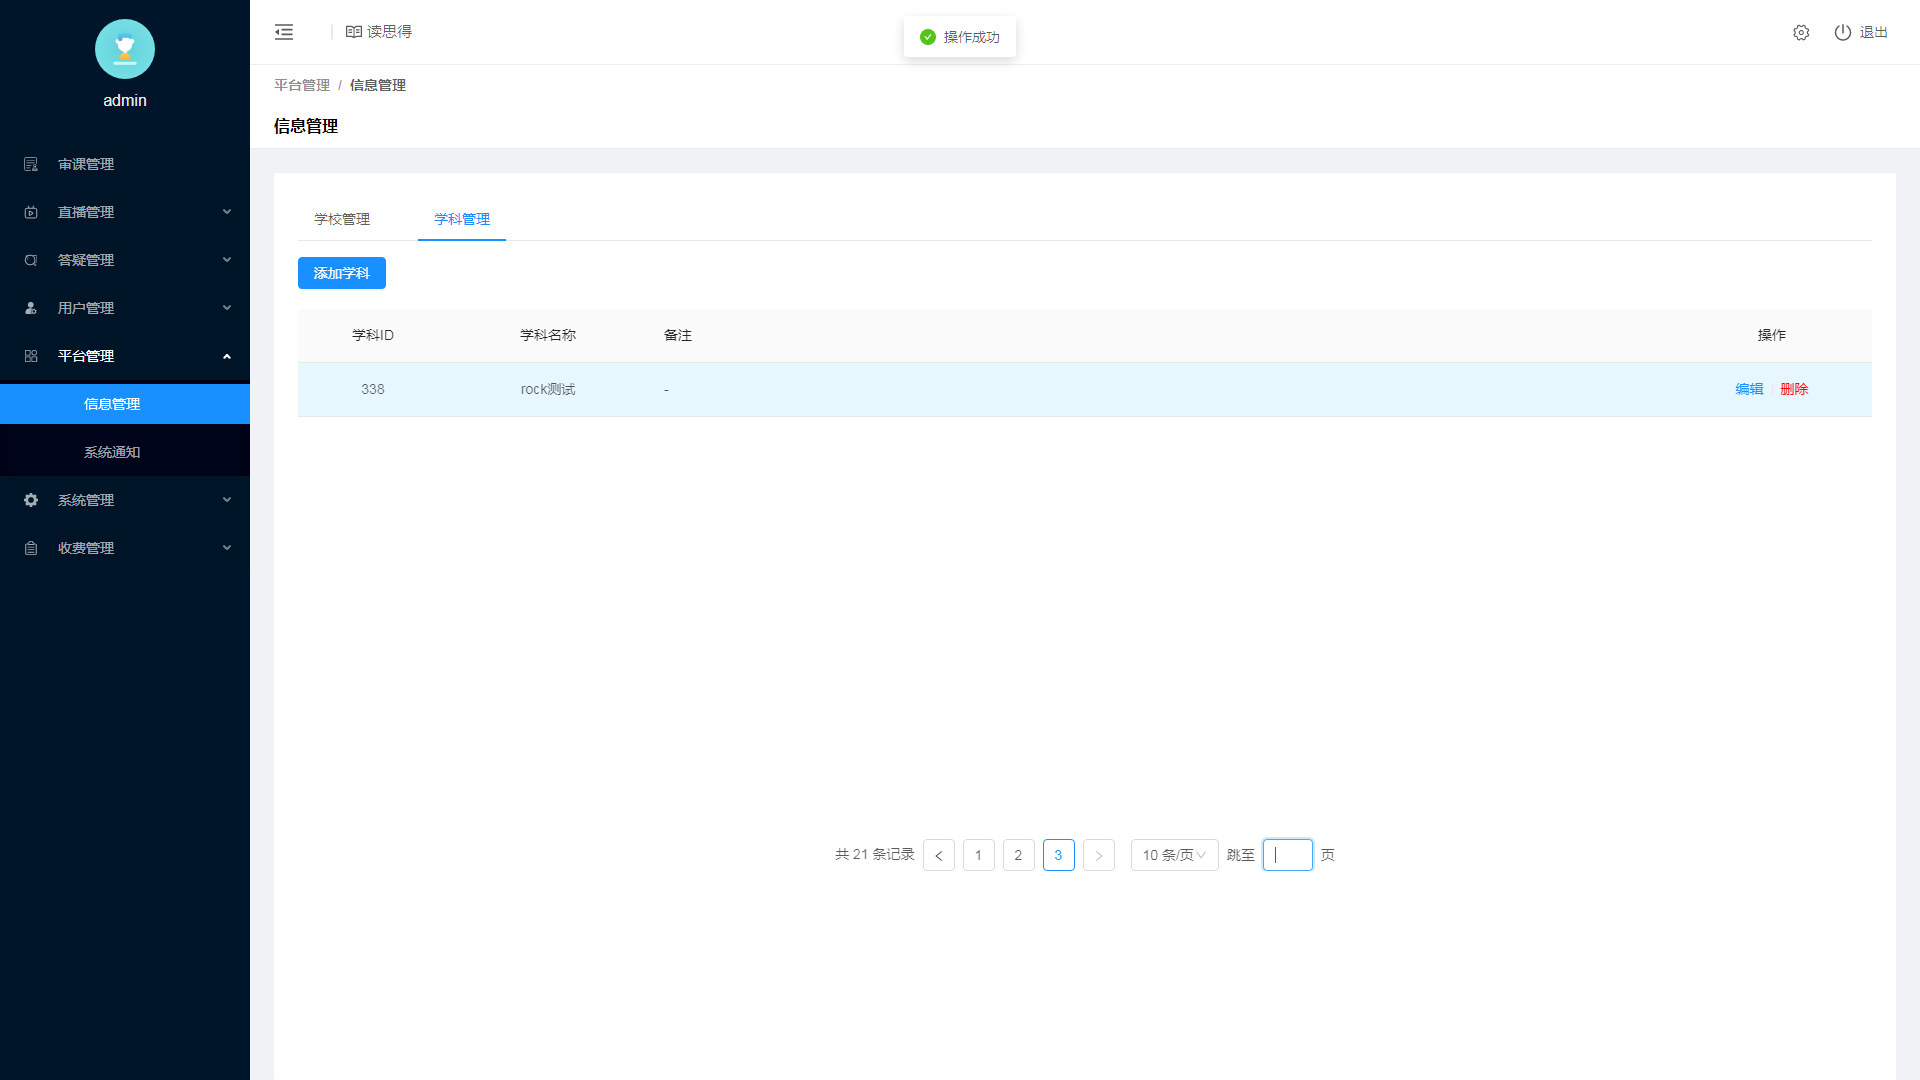 读思得
操作成功
退出
admin
审课管理
直播管理
答疑管理
用户管理
平台管理
信息管理
系统通知
系统管理
收费管理
平台管理 / 信息管理
信息管理
学校管理 学科管理
添加学科
学科ID 学科名称 备注 操作
338 rock测试 - 编辑 删除
共 21 条记录 < 1 2 3 > 10 条/页 跳至 页